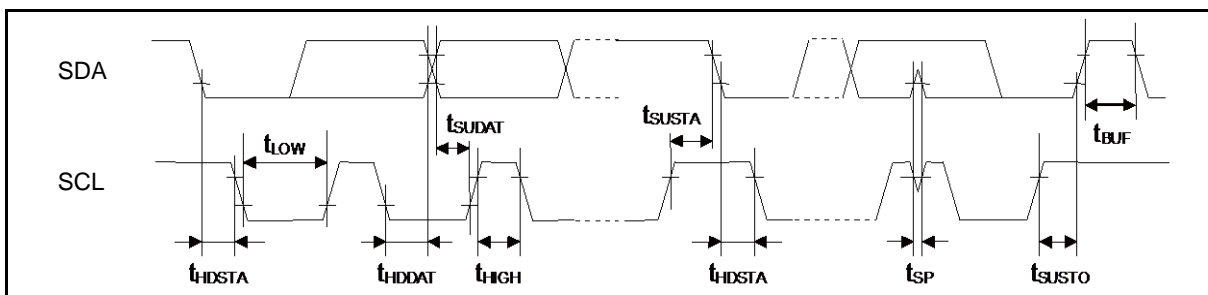 SDA
tSUSTA
tSUDAT
tBUF
tLOW
SCL
tHDSTA
tHDDAT
tHIGH
tHDSTA
tSP
tSUSTO